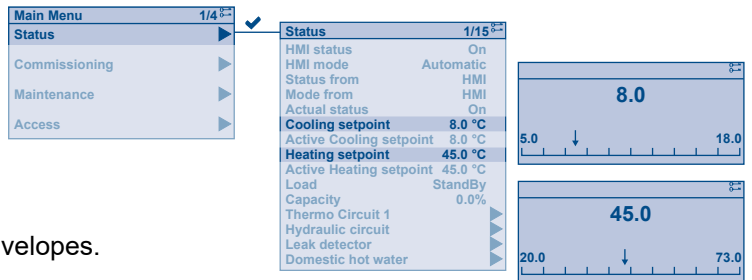 Main Menu 1/4
Status
Commissioning
Maintenance
Access
Status 1/15
HMI status On
HMI mode Automatic
Status from HMI
Mode from HMI
Actual status On
Cooling setpoint 8.0 °C
Active Cooling setpoint 8.0 °C
Heating setpoint 45.0 °C
Active Heating setpoint 45.0 °C
Load StandBy
Capacity 0.0%
Thermo Circuit 1
Hydraulic circuit
Leak detector
Domestic hot water
8.0
5.0 18.0
45.0
20.0 73.0
velopes.